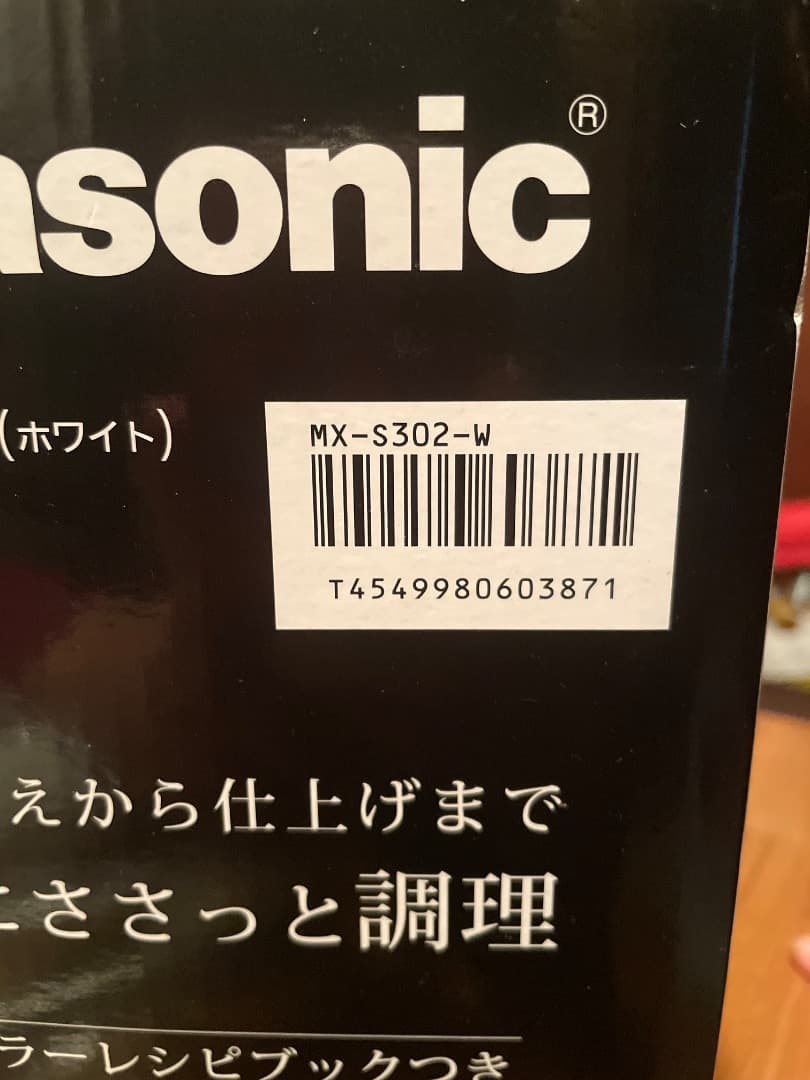 asonic®
(ホワイト)
MX-S302-W
T4549980603871
えから仕上げまで
にささっと調理
ラーレシピブックつき